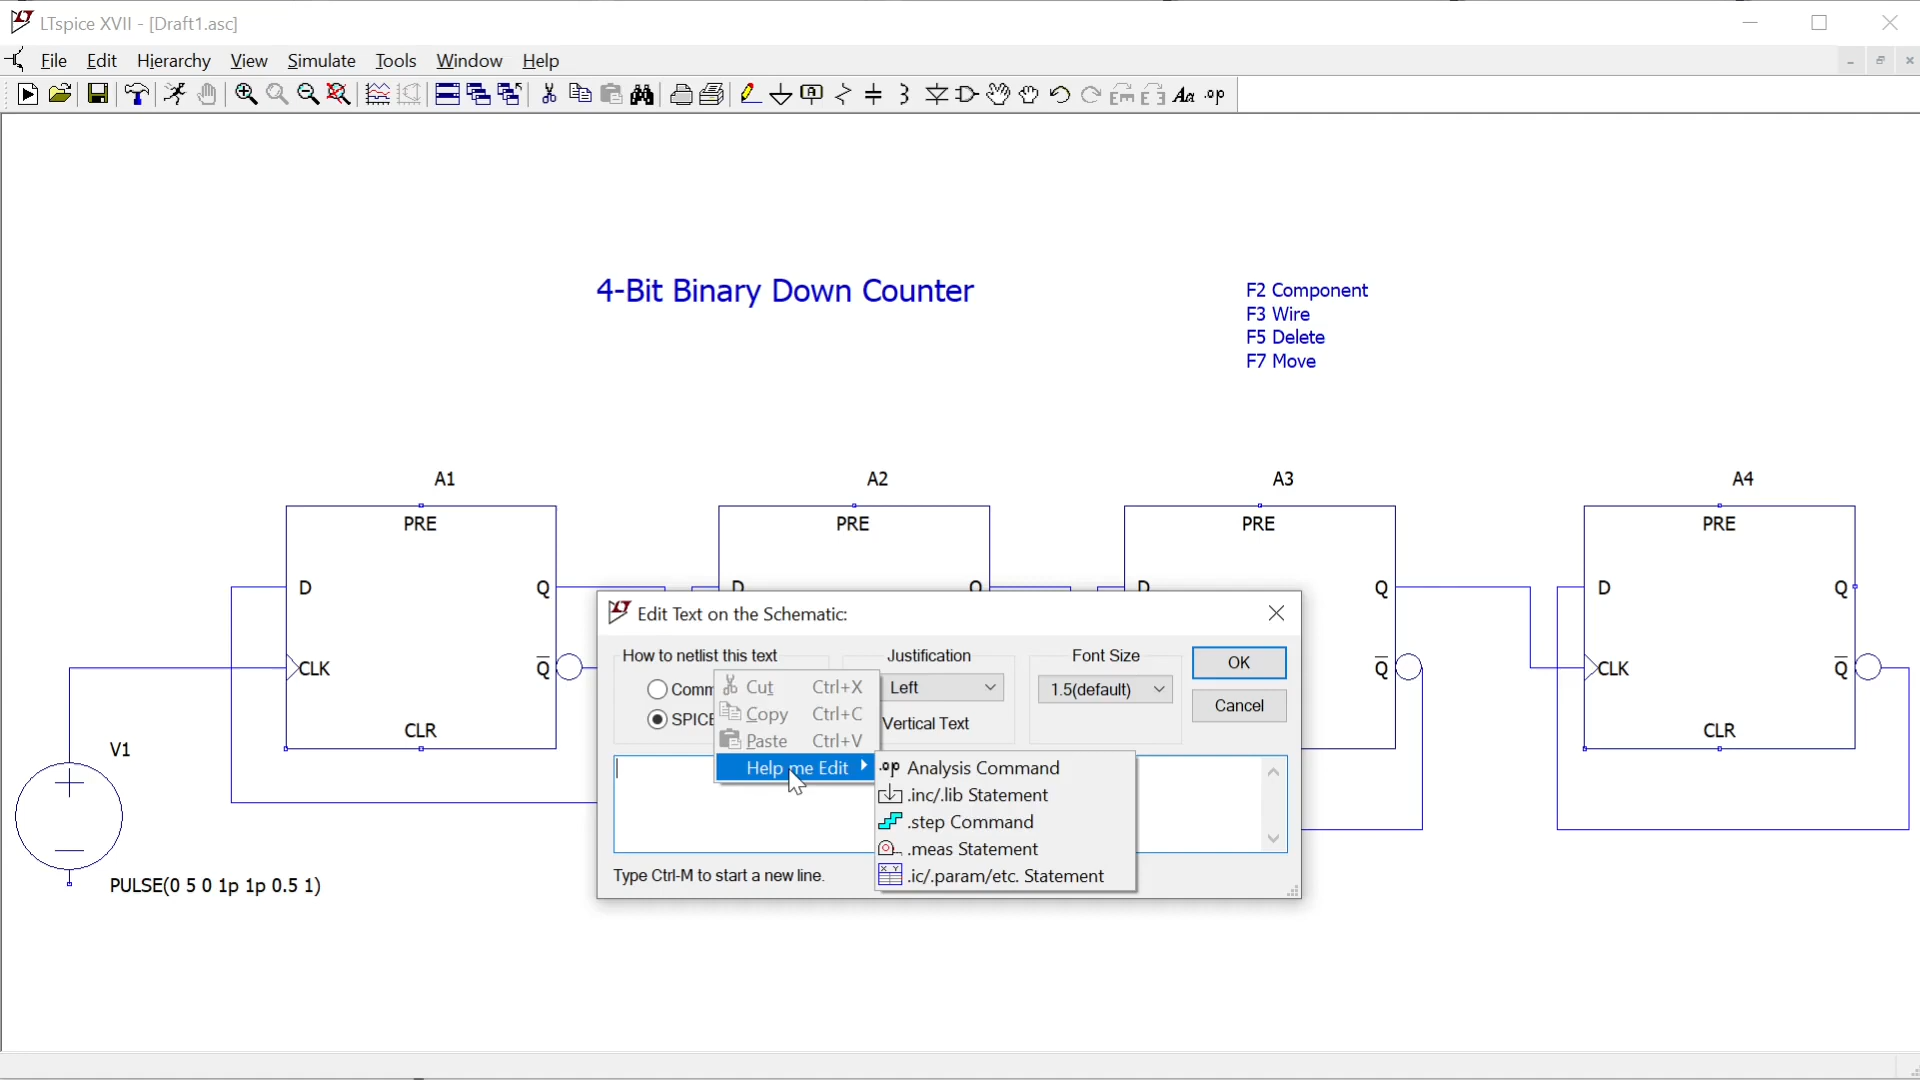 LTspice XVII - [Draft1.asc]
File Edit Hierarchy View Simulate Tools Window Help
Aa .op
4-Bit Binary Down Counter
F2 Component
F3 Wire
F5 Delete
F7 Move
A1 A2 A3 A4
PRE PRE PRE PRE
D Q D Q D Q D Q
Edit Text on the Schematic:
How to netlist this text Justification Font Size OK
Comm Cut Ctrl+X Left 1.5(default)
SPICE Copy Ctrl+C Vertical Text Cancel
Paste Ctrl+V
Help me Edit .op Analysis Command
.inc/.lib Statement
.step Command
.meas Statement
.ic/.param/etc. Statement
Type Ctrl-M to start a new line.
CLK Q Q CLK Q
CLR CLR
V1
PULSE(0 5 0 1p 1p 0.5 1)